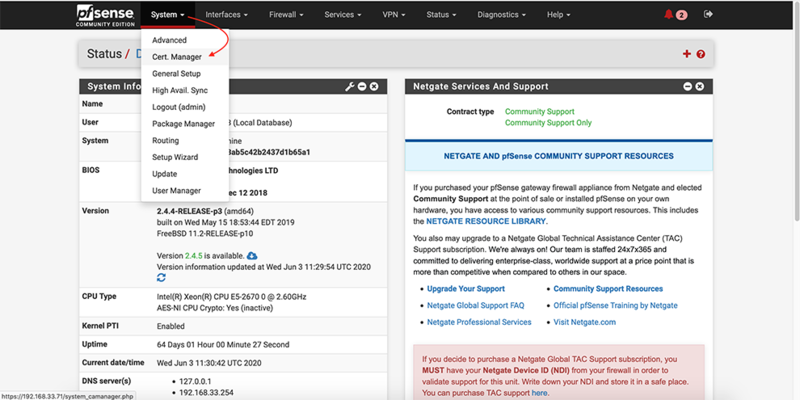 pfSense
COMMUNITY EDITION
System
Interfaces
Firewall
Services
VPN
Status
Diagnostics
Help
2
Status / D
Advanced
Cert. Manager
General Setup
High Avail. Sync
Logout (admin)
Package Manager
Routing
Setup Wizard
Update
User Manager
System Info
Name
User
(Local Database)
System
ab5c42b2437d1b65a1
BIOS
hnologies LTD
ec 12 2018
Version
2.4.4-RELEASE-p3 (amd64)
built on Wed May 15 18:53:44 EDT 2019
FreeBSD 11.2-RELEASE-p10
Version 2.4.5 is available.
Version information updated at Wed Jun 3 11:29:54 UTC 2020
CPU Type
Intel(R) Xeon(R) CPU E5-2670 0 @ 2.60GHz
AES-NI CPU Crypto: Yes (inactive)
Kernel PTI
Enabled
Uptime
64 Days 01 Hour 00 Minute 27 Second
Current date/time
Wed Jun 3 11:30:42 UTC 2020
DNS server(s)
• 127.0.0.1
• 192.168.33.254
Netgate Services And Support
Contract type
Community Support
Community Support Only
NETGATE AND pfSense COMMUNITY SUPPORT RESOURCES
If you purchased your pfSense gateway firewall appliance from Netgate and elected
Community Support at the point of sale or installed pfSense on your own
hardware, you have access to various community support resources. This includes
the NETGATE RESOURCE LIBRARY.
You also may upgrade to a Netgate Global Technical Assistance Center (TAC)
Support subscription. We're always on! Our team is staffed 24x7x365 and
committed to delivering enterprise-class, worldwide support at a price point that is
more than competitive when compared to others in our space.
• Upgrade Your Support
• Community Support Resources
• Netgate Global Support FAQ
• Official pfSense Training by Netgate
• Netgate Professional Services
• Visit Netgate.com
If you decide to purchase a Netgate Global TAC Support subscription, you
MUST have your Netgate Device ID (NDI) from your firewall in order to
validate support for this unit. Write down your NDI and store it in a safe place.
You can purchase TAC support here.
https://192.168.33.71/system_camanager.php